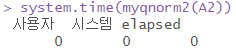 > system.time(myqnorm2(A2))
사용자  시스템 elapsed
0       0       0